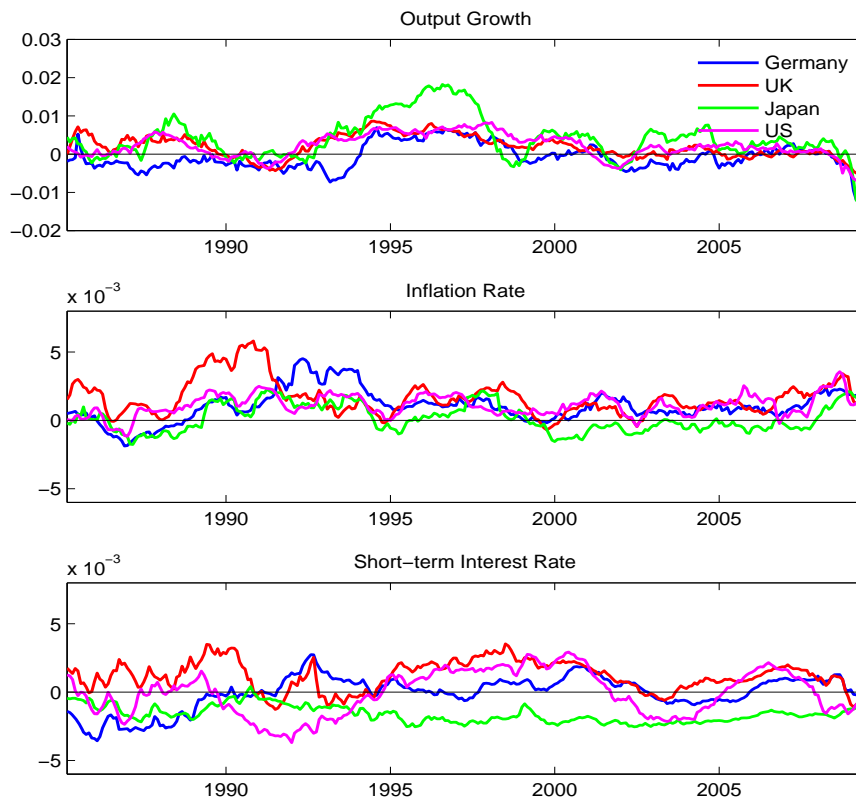 Output Growth
0.03
0.02
0.01
0
−0.01
−0.02
Germany
UK
Japan
US
1990 1995 2000 2005
x 10−3
Inflation Rate
5
0
−5
1990 1995 2000 2005
x 10−3
Short−term Interest Rate
5
0
−5
1990 1995 2000 2005